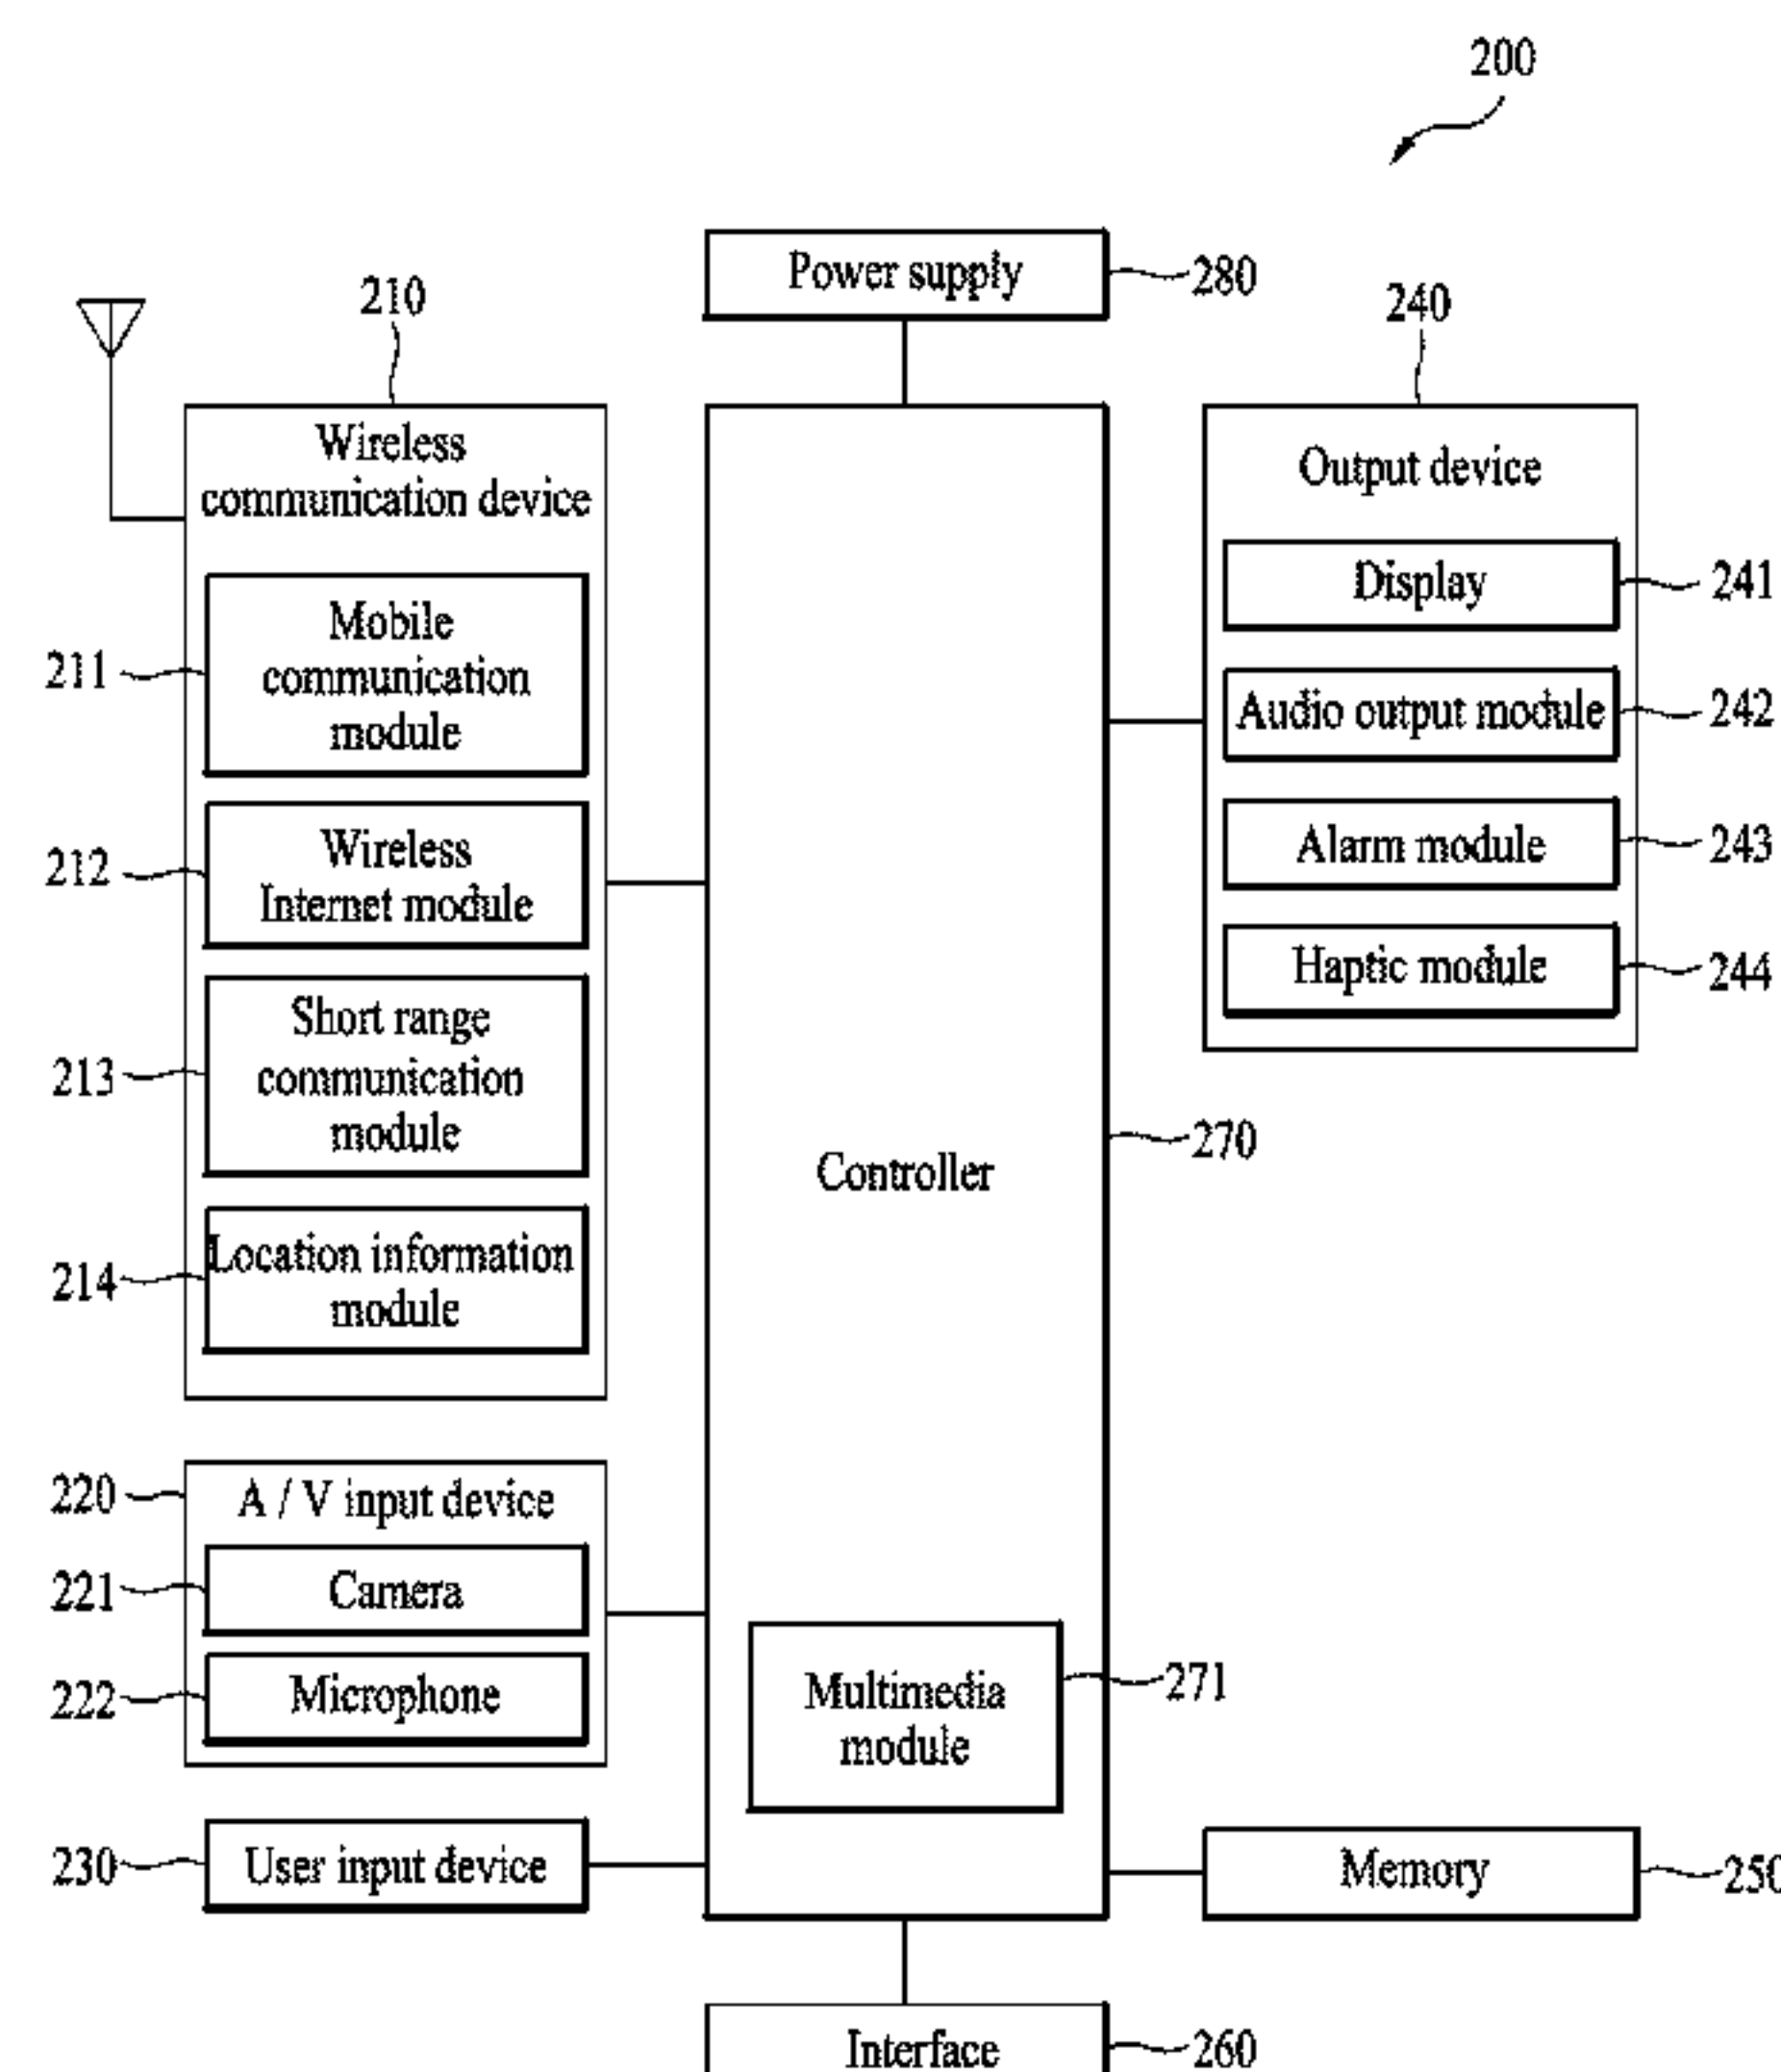 200
Power supply
280
210
240
Wireless
communication device
Output device
Mobile
communication
module
211
Wireless
Internet module
212
Short range
communication
module
213
Location information
module
214
Display
241
Audio output module
242
Alarm module
243
Haptic module
244
Controller
270
220
A / V input device
221
Camera
222
Microphone
Multimedia
module
271
230
User input device
Memory
250
Interface
260